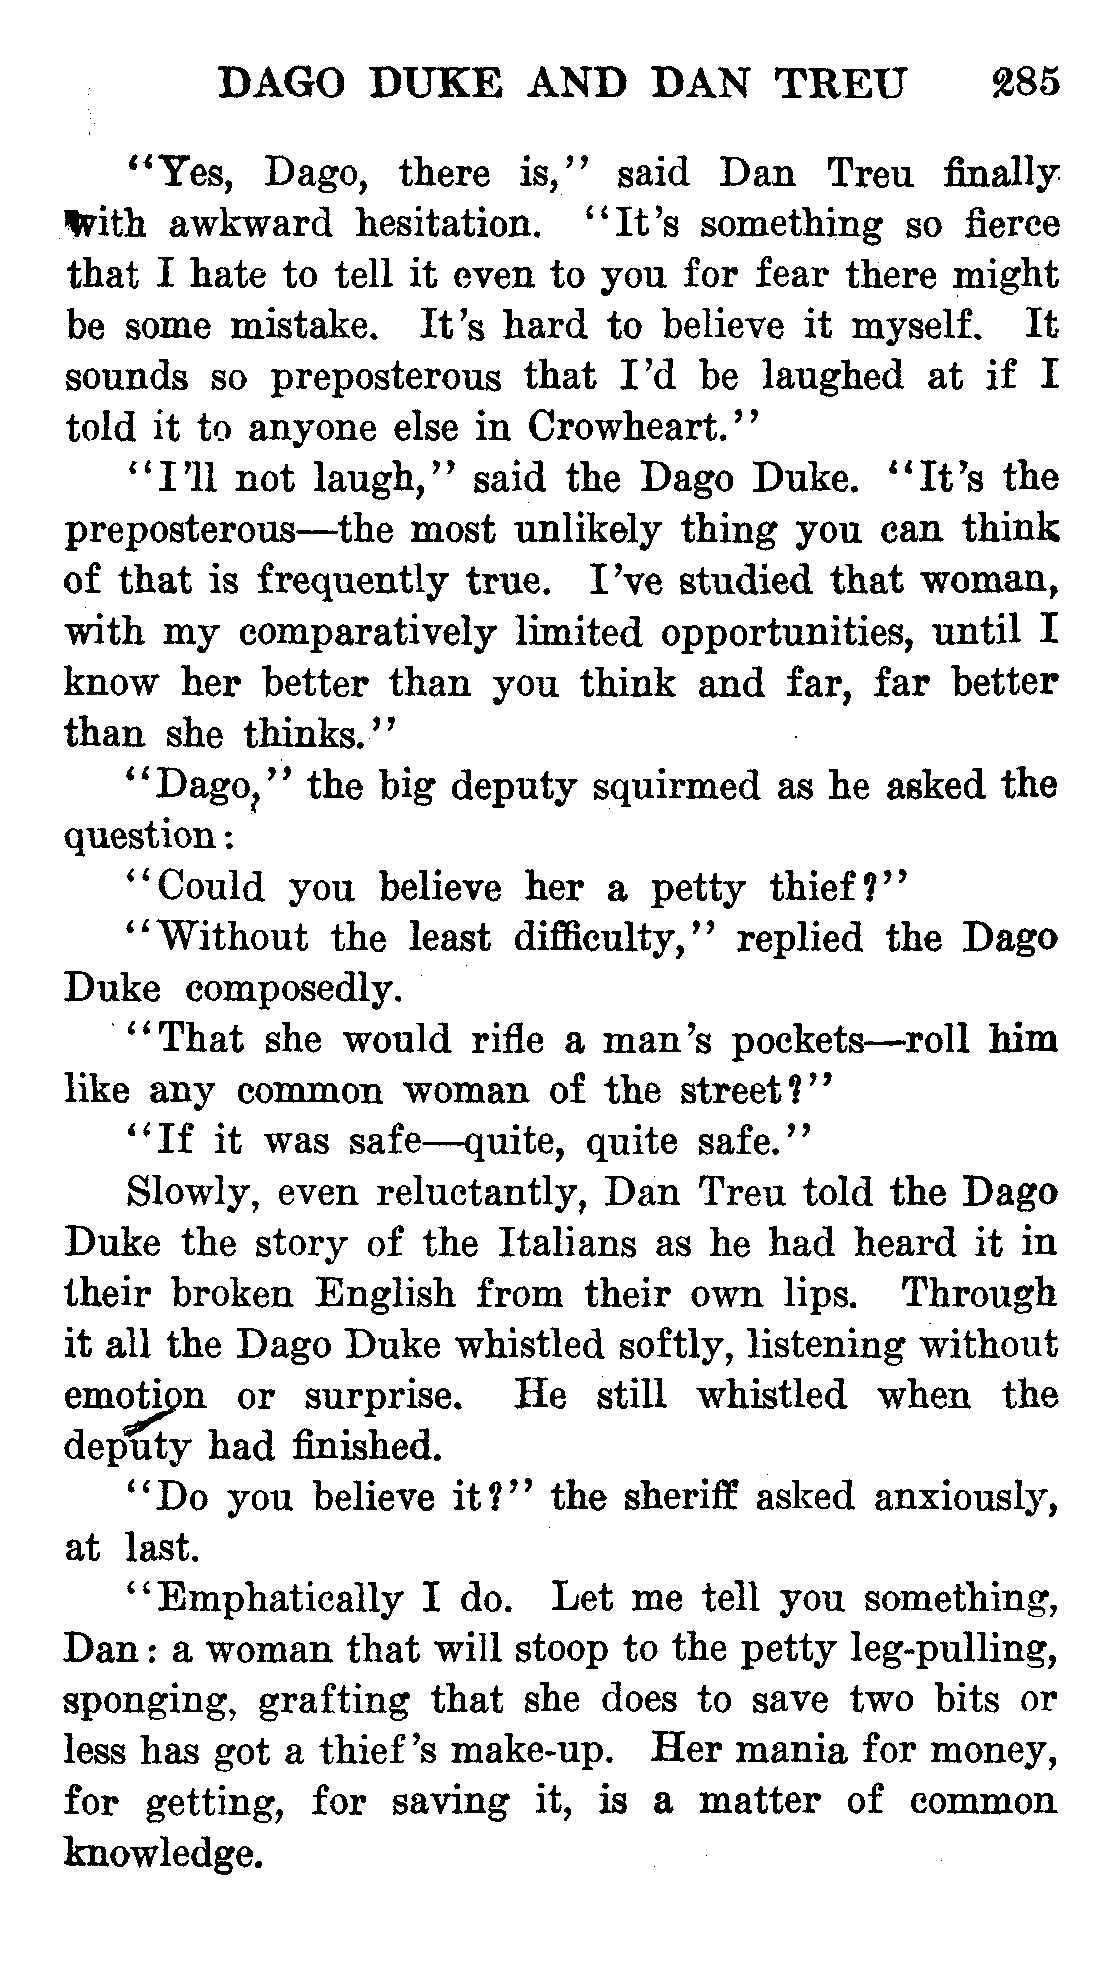 DAGO DUKE AND DAN TREU 285
“Yes, Dago, there is,” said Dan Treu finally
with awkward hesitation. “It’s something so fierce
that I hate to tell it even to you for fear there might
be some mistake. It’s hard to believe it myself. It
sounds so preposterous that I’d be laughed at if I
told it to anyone else in Crowheart.”
“I’ll not laugh,” said the Dago Duke. “It’s the
preposterous—the most unlikely thing you can think
of that is frequently true. I’ve studied that woman,
with my comparatively limited opportunities, until I
know her better than you think and far, far better
than she thinks.”
“Dago,” the big deputy squirmed as he asked the
question:
“Could you believe her a petty thief?”
“Without the least difficulty,” replied the Dago
Duke composedly.
“That she would rifle a man’s pockets—roll him
like any common woman of the street?”
“If it was safe—quite, quite safe.”
Slowly, even reluctantly, Dan Treu told the Dago
Duke the story of the Italians as he had heard it in
their broken English from their own lips. Through
it all the Dago Duke whistled softly, listening without
emotion or surprise. He still whistled when the
deputy had finished.
“Do you believe it?” the sheriff asked anxiously,
at last.
“Emphatically I do. Let me tell you something,
Dan: a woman that will stoop to the petty leg-pulling,
sponging, grafting that she does to save two bits or
less has got a thief’s make-up. Her mania for money,
for getting, for saving it, is a matter of common
knowledge.